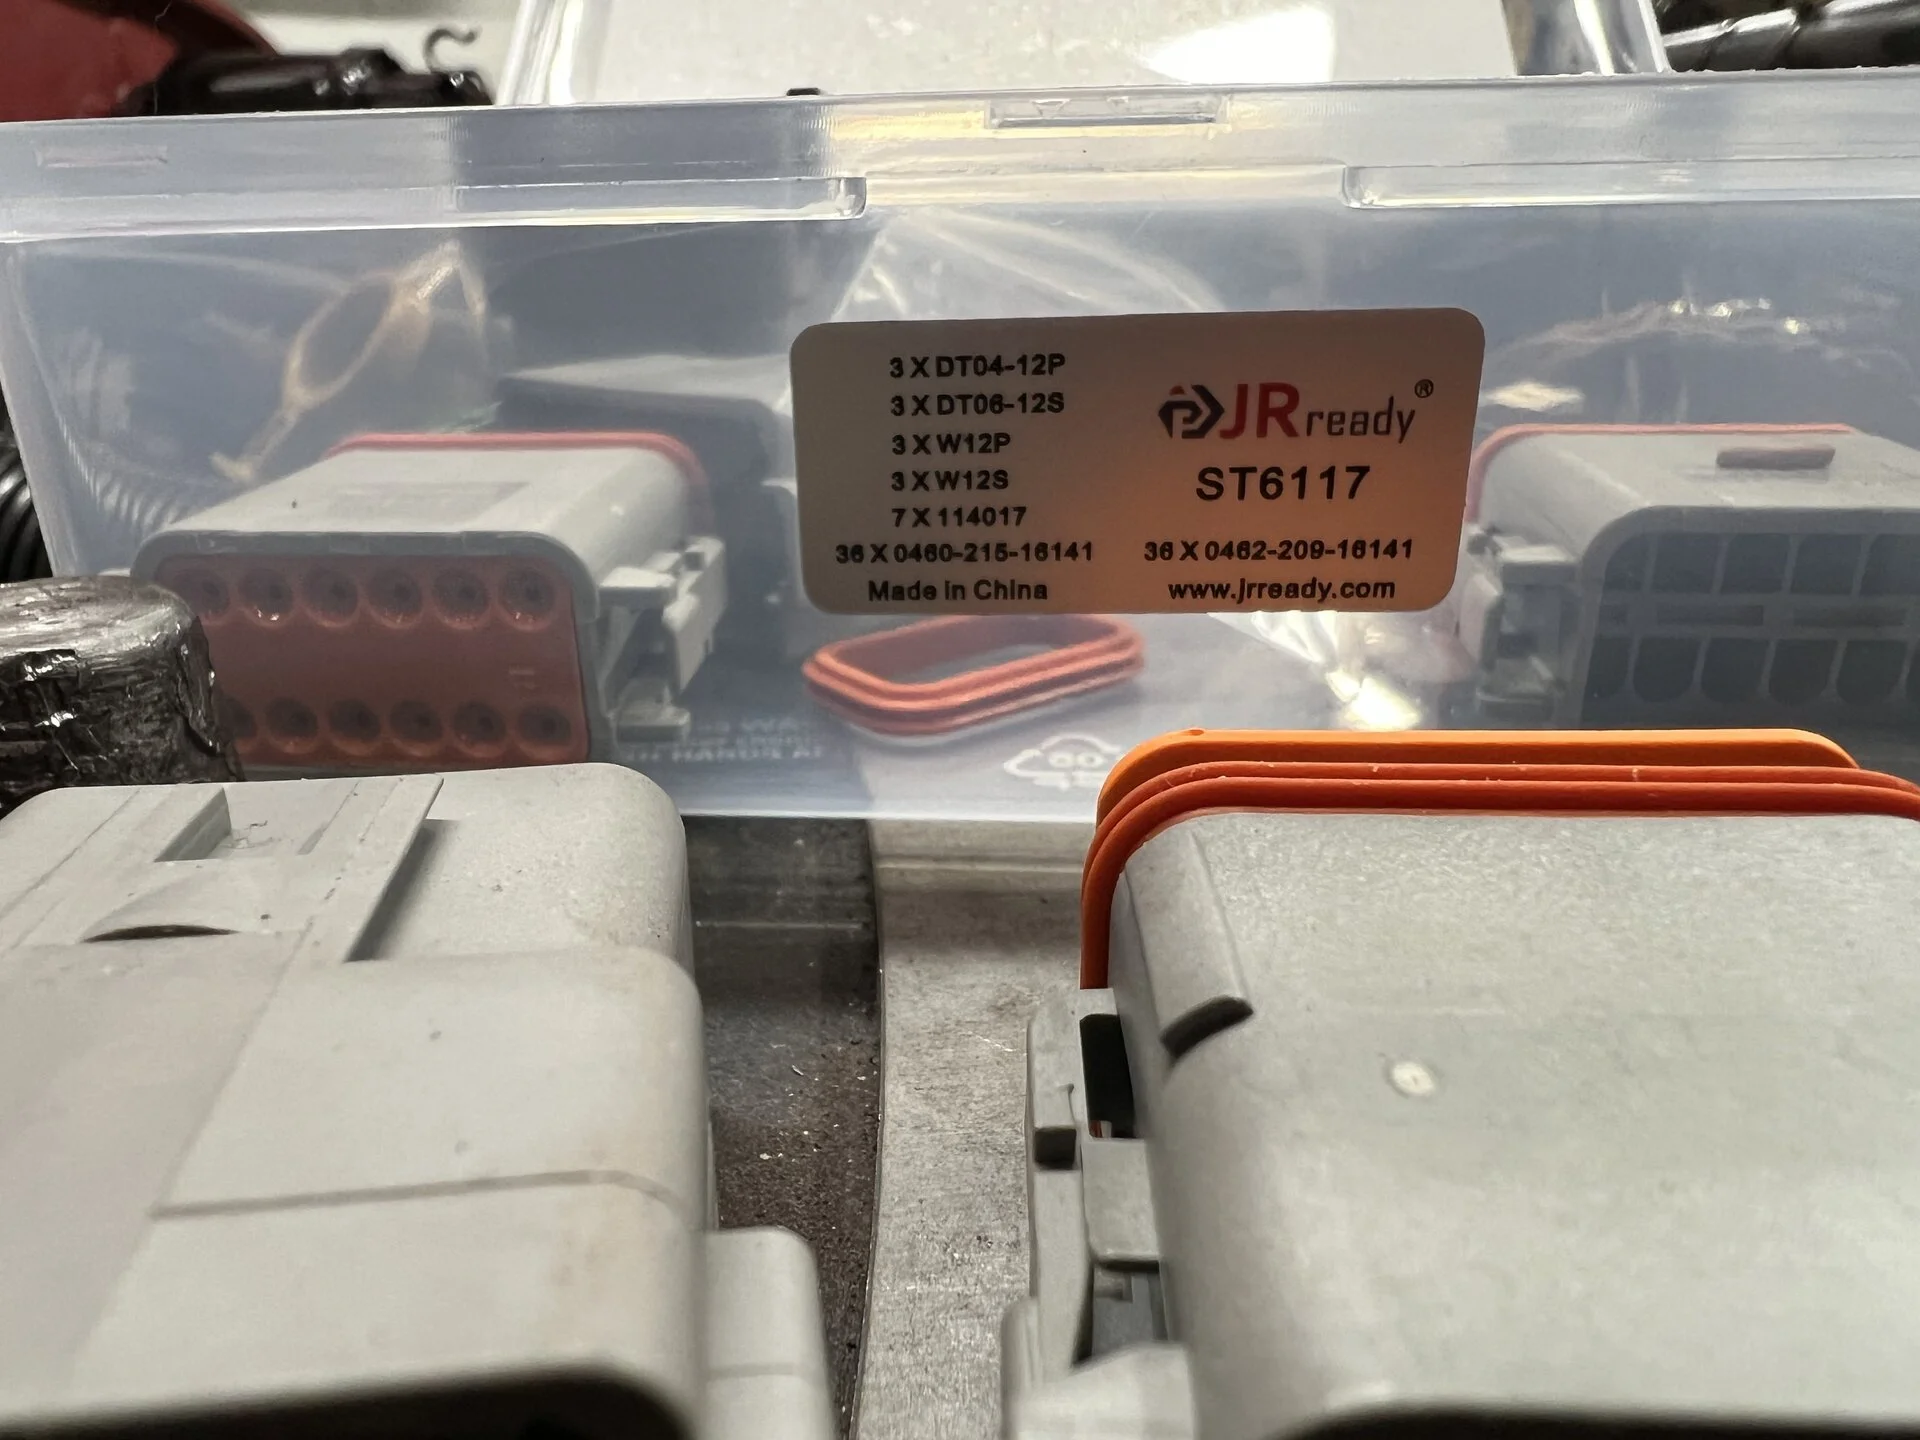 3 X DT04-12P
3 X DT06-12S
3 X W12P
3 X W12S
7 X 114017
36 X 0460-215-16141
Made in China
JRready®
ST6117
36 X 0462-209-16141
www.jrready.com